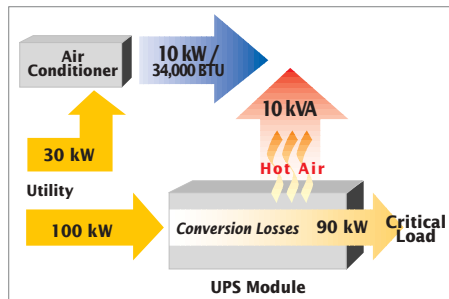 Air
Conditioner
10 kW/
34,000 BTU
10 kVA
30 kW
Hot Air
Utility
100 kW
Conversion Losses
90 kW
Critical
Load
UPS Module